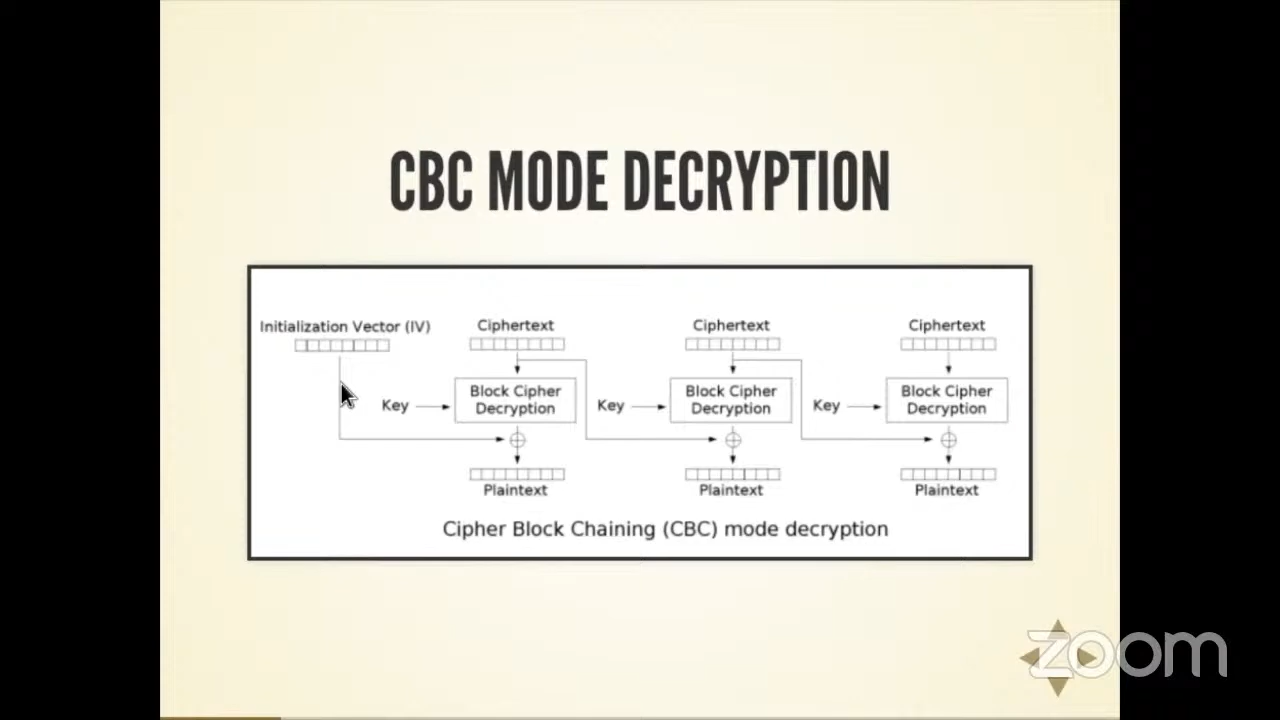 CBC MODE DECRYPTION
Initialization Vector (IV)
Ciphertext
Ciphertext
Ciphertext
Key
Block Cipher
Decryption
Key
Block Cipher
Decryption
Key
Block Cipher
Decryption
Plaintext
Plaintext
Plaintext
Cipher Block Chaining (CBC) mode decryption
zoom